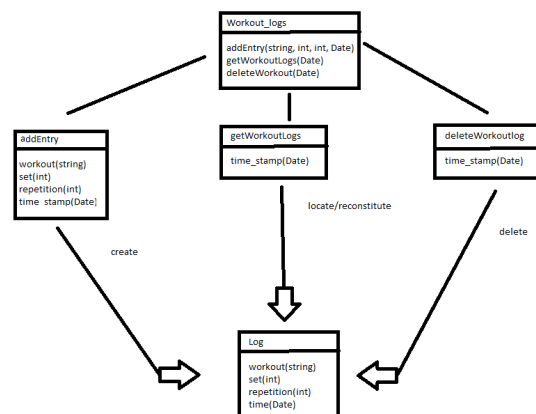 Workout_logs
addEntry(string, int, int, Date)
getWorkoutLogs(Date)
deleteWorkout(Date)
addEntry
workout(string)
set(int)
repetition(int)
time_stamp(Date)
getWorkoutLogs
time_stamp(Date)
deleteWorkoutlog
time_stamp(Date)
locate/reconstitute
create
delete
Log
workout(string)
set(int)
repetition(int)
time(Date)